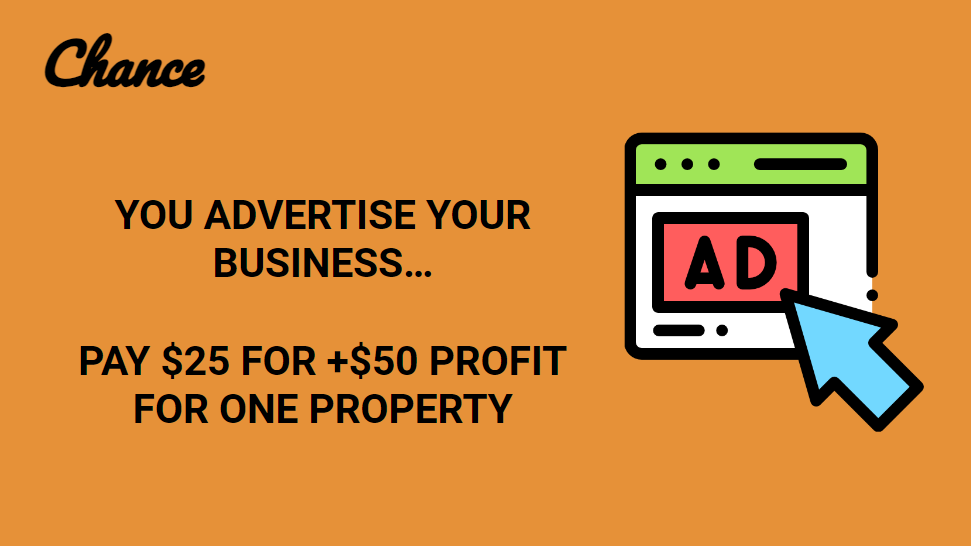 Chance
YOU ADVERTISE YOUR
BUSINESS...
PAY $25 FOR +$50 PROFIT
FOR ONE PROPERTY
AD